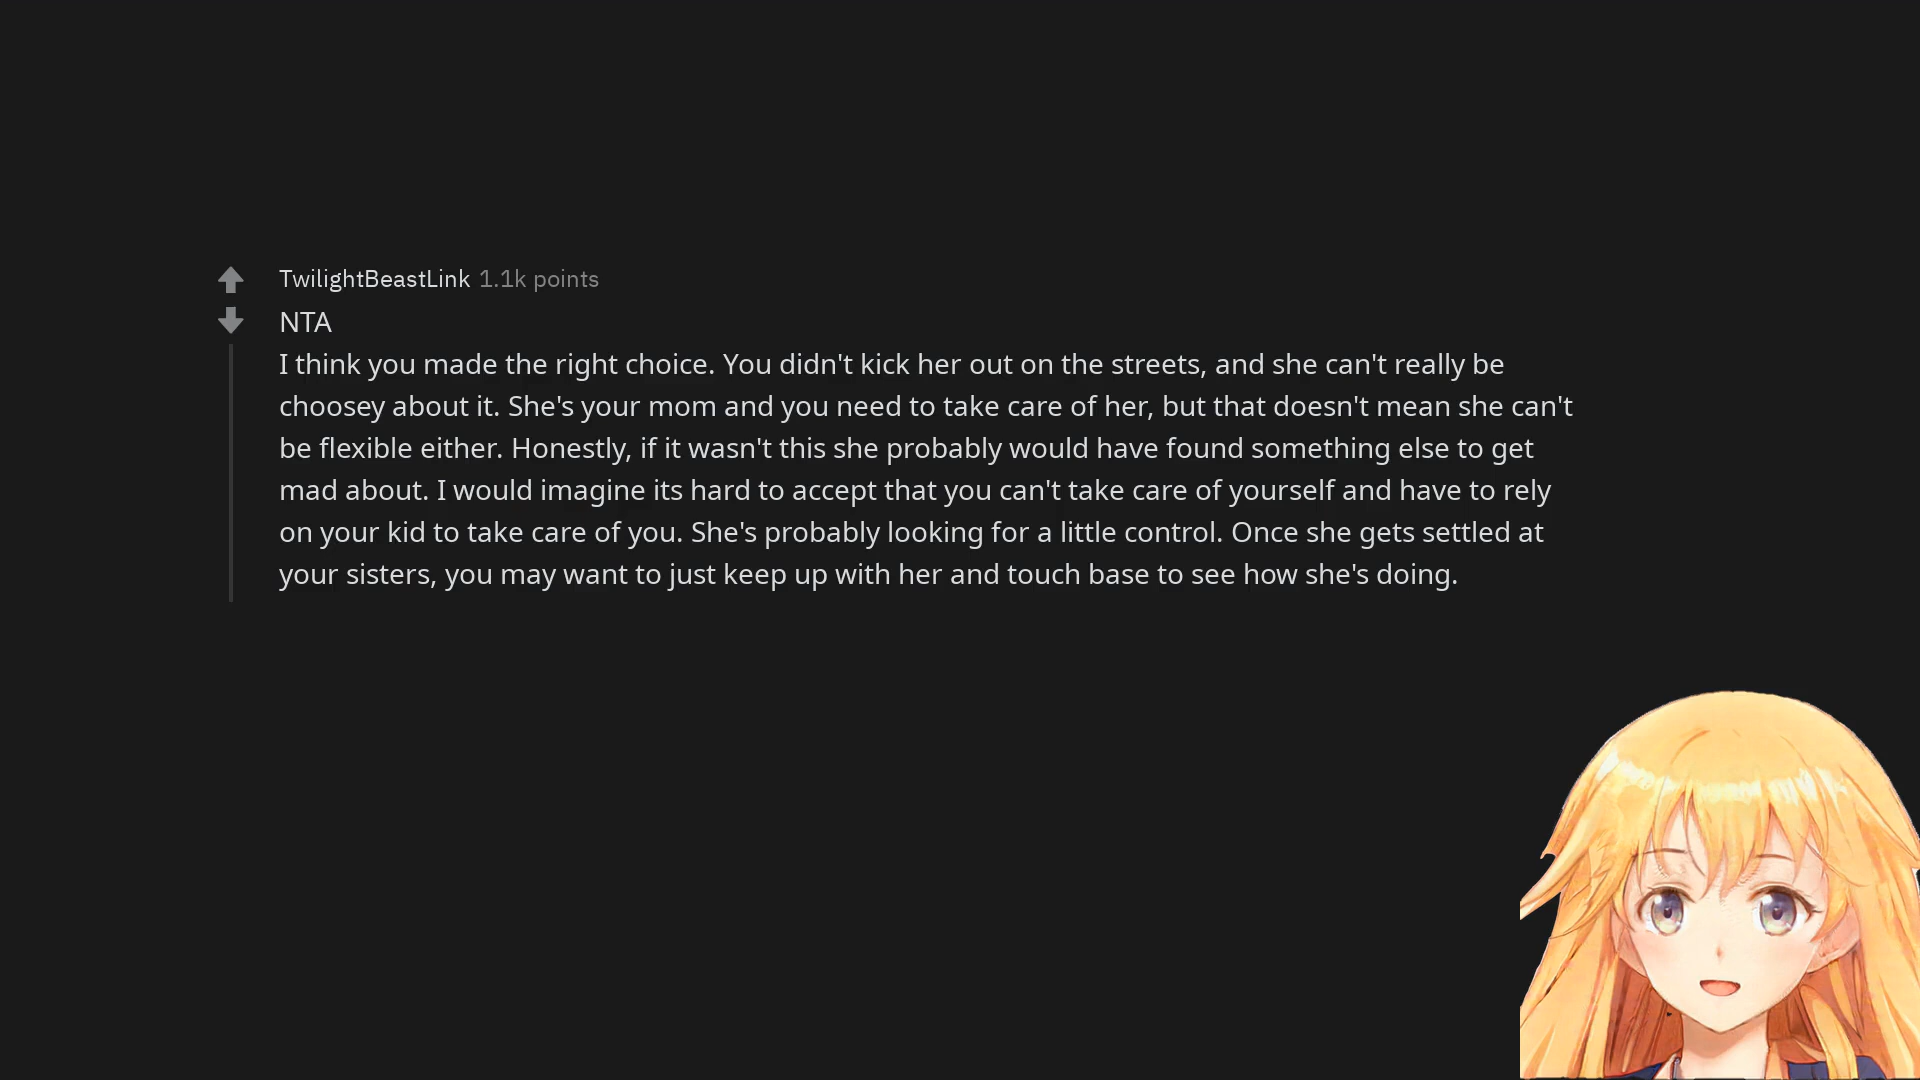 TwilightBeastLink 1.1k points
NTA
I think you made the right choice. You didn't kick her out on the streets, and she can't really be
choosey about it. She's your mom and you need to take care of her, but that doesn't mean she can't
be flexible either. Honestly, if it wasn't this she probably would have found something else to get
mad about. I would imagine its hard to accept that you can't take care of yourself and have to rely
on your kid to take care of you. She's probably looking for a little control. Once she gets settled at
your sisters, you may want to just keep up with her and touch base to see how she's doing.